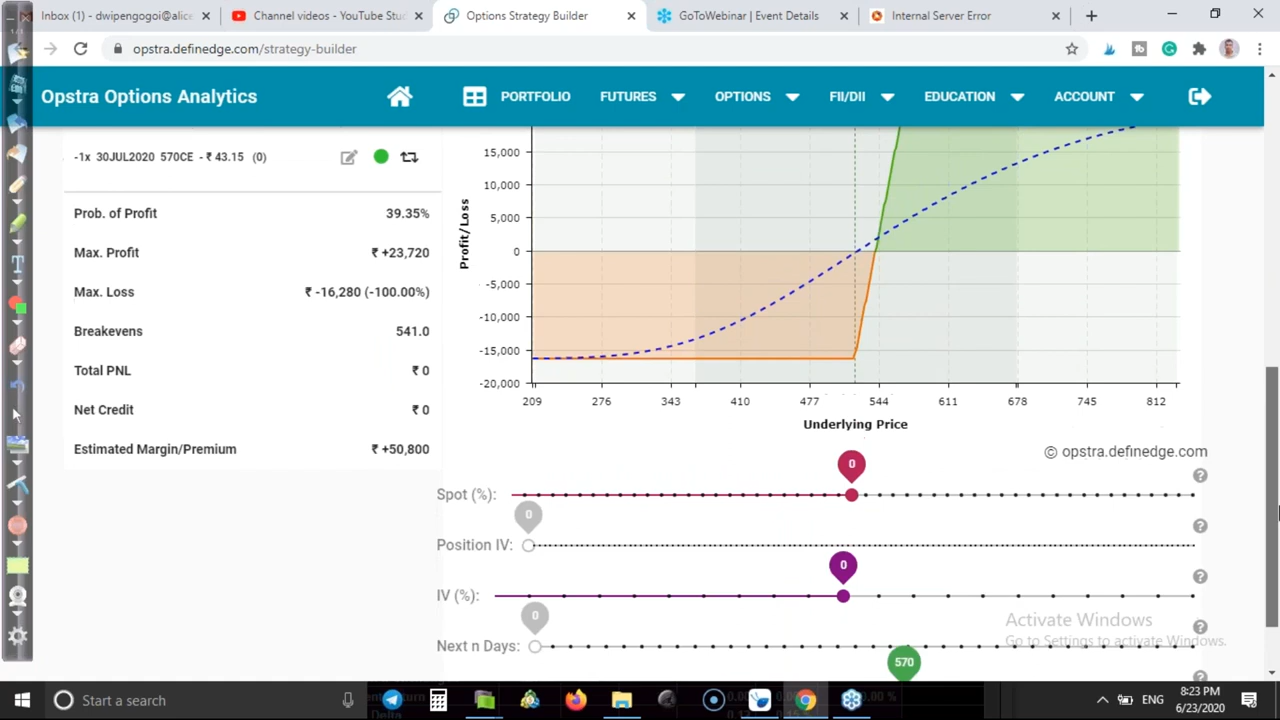 Inbox (1) - dwipengogoi@alice
Channel videos - YouTube Stud
Options Strategy Builder
GoToWebinar | Event Details
Internal Server Error
opstra.definedge.com/strategy-builder
Opstra Options Analytics
PORTFOLIO
FUTURES
OPTIONS
FII/DII
EDUCATION
ACCOUNT
-1x 30JUL2020 570CE - ₹ 43.15 (0)
Prob. of Profit 39.35%
Max. Profit ₹ +23,720
Max. Loss ₹ -16,280 (-100.00%)
Breakevens 541.0
Total PNL ₹ 0
Net Credit ₹ 0
Estimated Margin/Premium ₹ +50,800
Profit/Loss
15,000
10,000
5,000
0
-5,000
-10,000
-15,000
-20,000
209 276 343 410 477 544 611 678 745 812
Underlying Price
© opstra.definedge.com
0
Spot (%):
0
Position IV:
0
IV (%):
0
Next n Days:
570
Activate Windows
Go to Settings to activate Windows.
Start a search
ENG
8:23 PM
6/23/2020